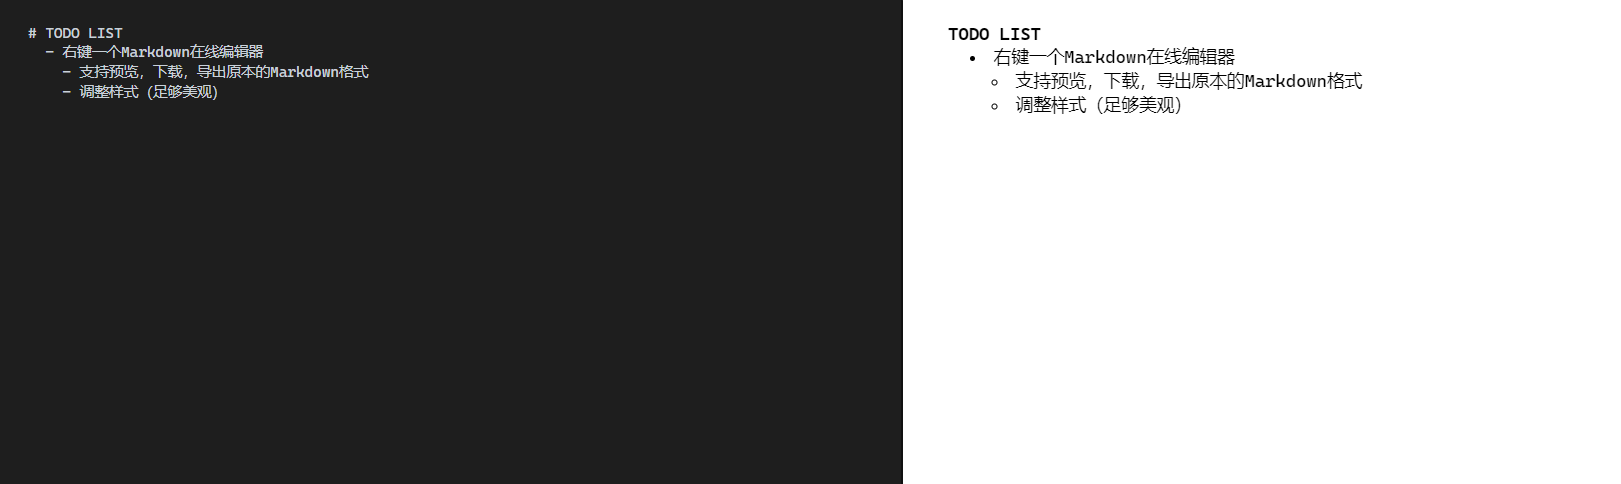 # TODO LIST
- 右键一个Markdown在线编辑器
- 支持预览，下载，导出原本的Markdown格式
- 调整样式（足够美观）
TODO LIST
• 右键一个Markdown在线编辑器
◦ 支持预览，下载，导出原本的Markdown格式
◦ 调整样式（足够美观）